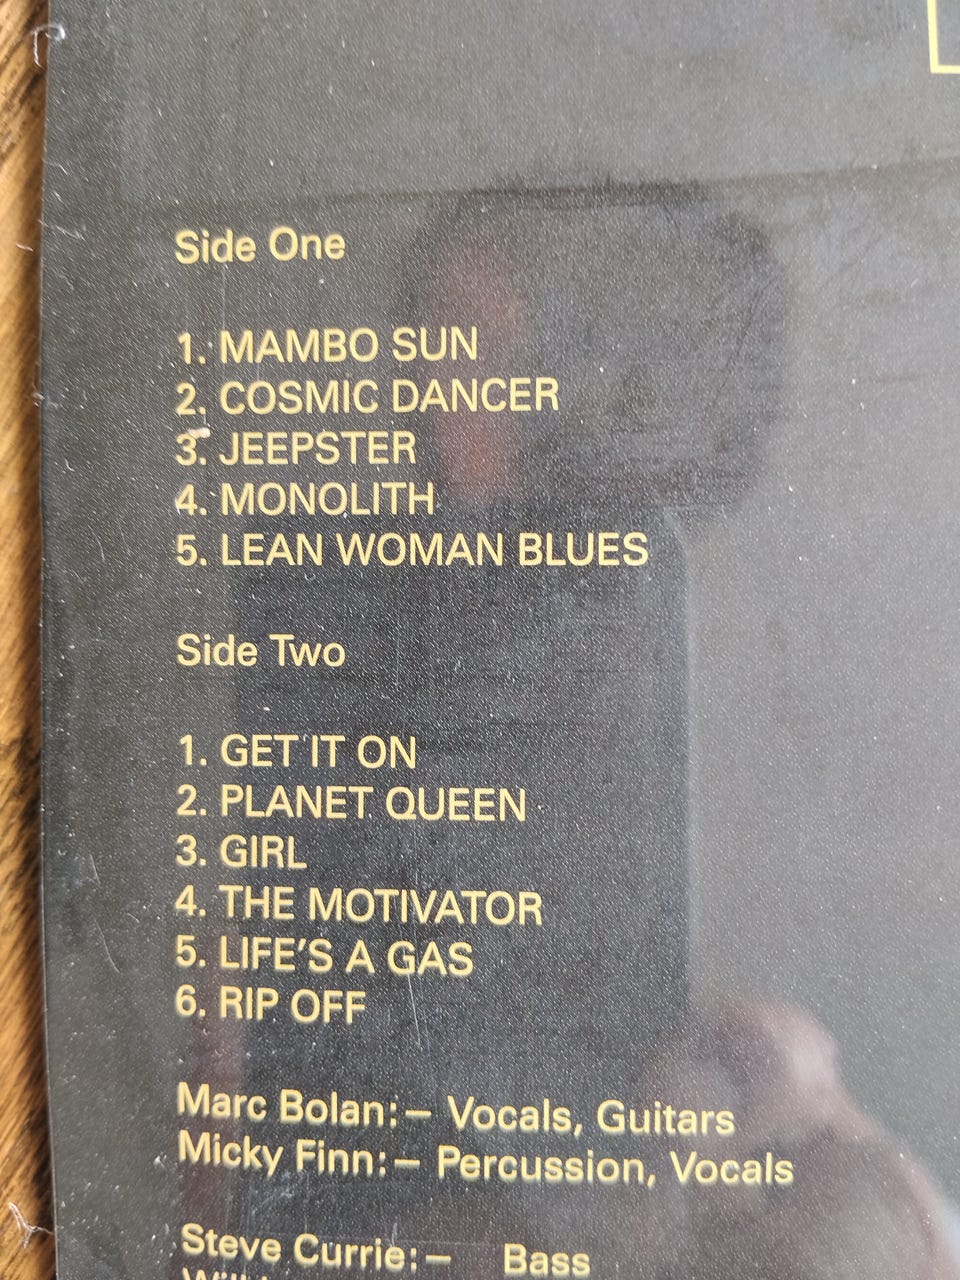 Side One
1. MAMBO SUN
2. COSMIC DANCER
3. JEEPSTER
4. MONOLITH
5. LEAN WOMAN BLUES
Side Two
1. GET IT ON
2. PLANET QUEEN
3. GIRL
4. THE MOTIVATOR
5. LIFE'S A GAS
6. RIP OFF
Marc Bolan:– Vocals, Guitars
Micky Finn:– Percussion, Vocals
Steve Currie:– Bass